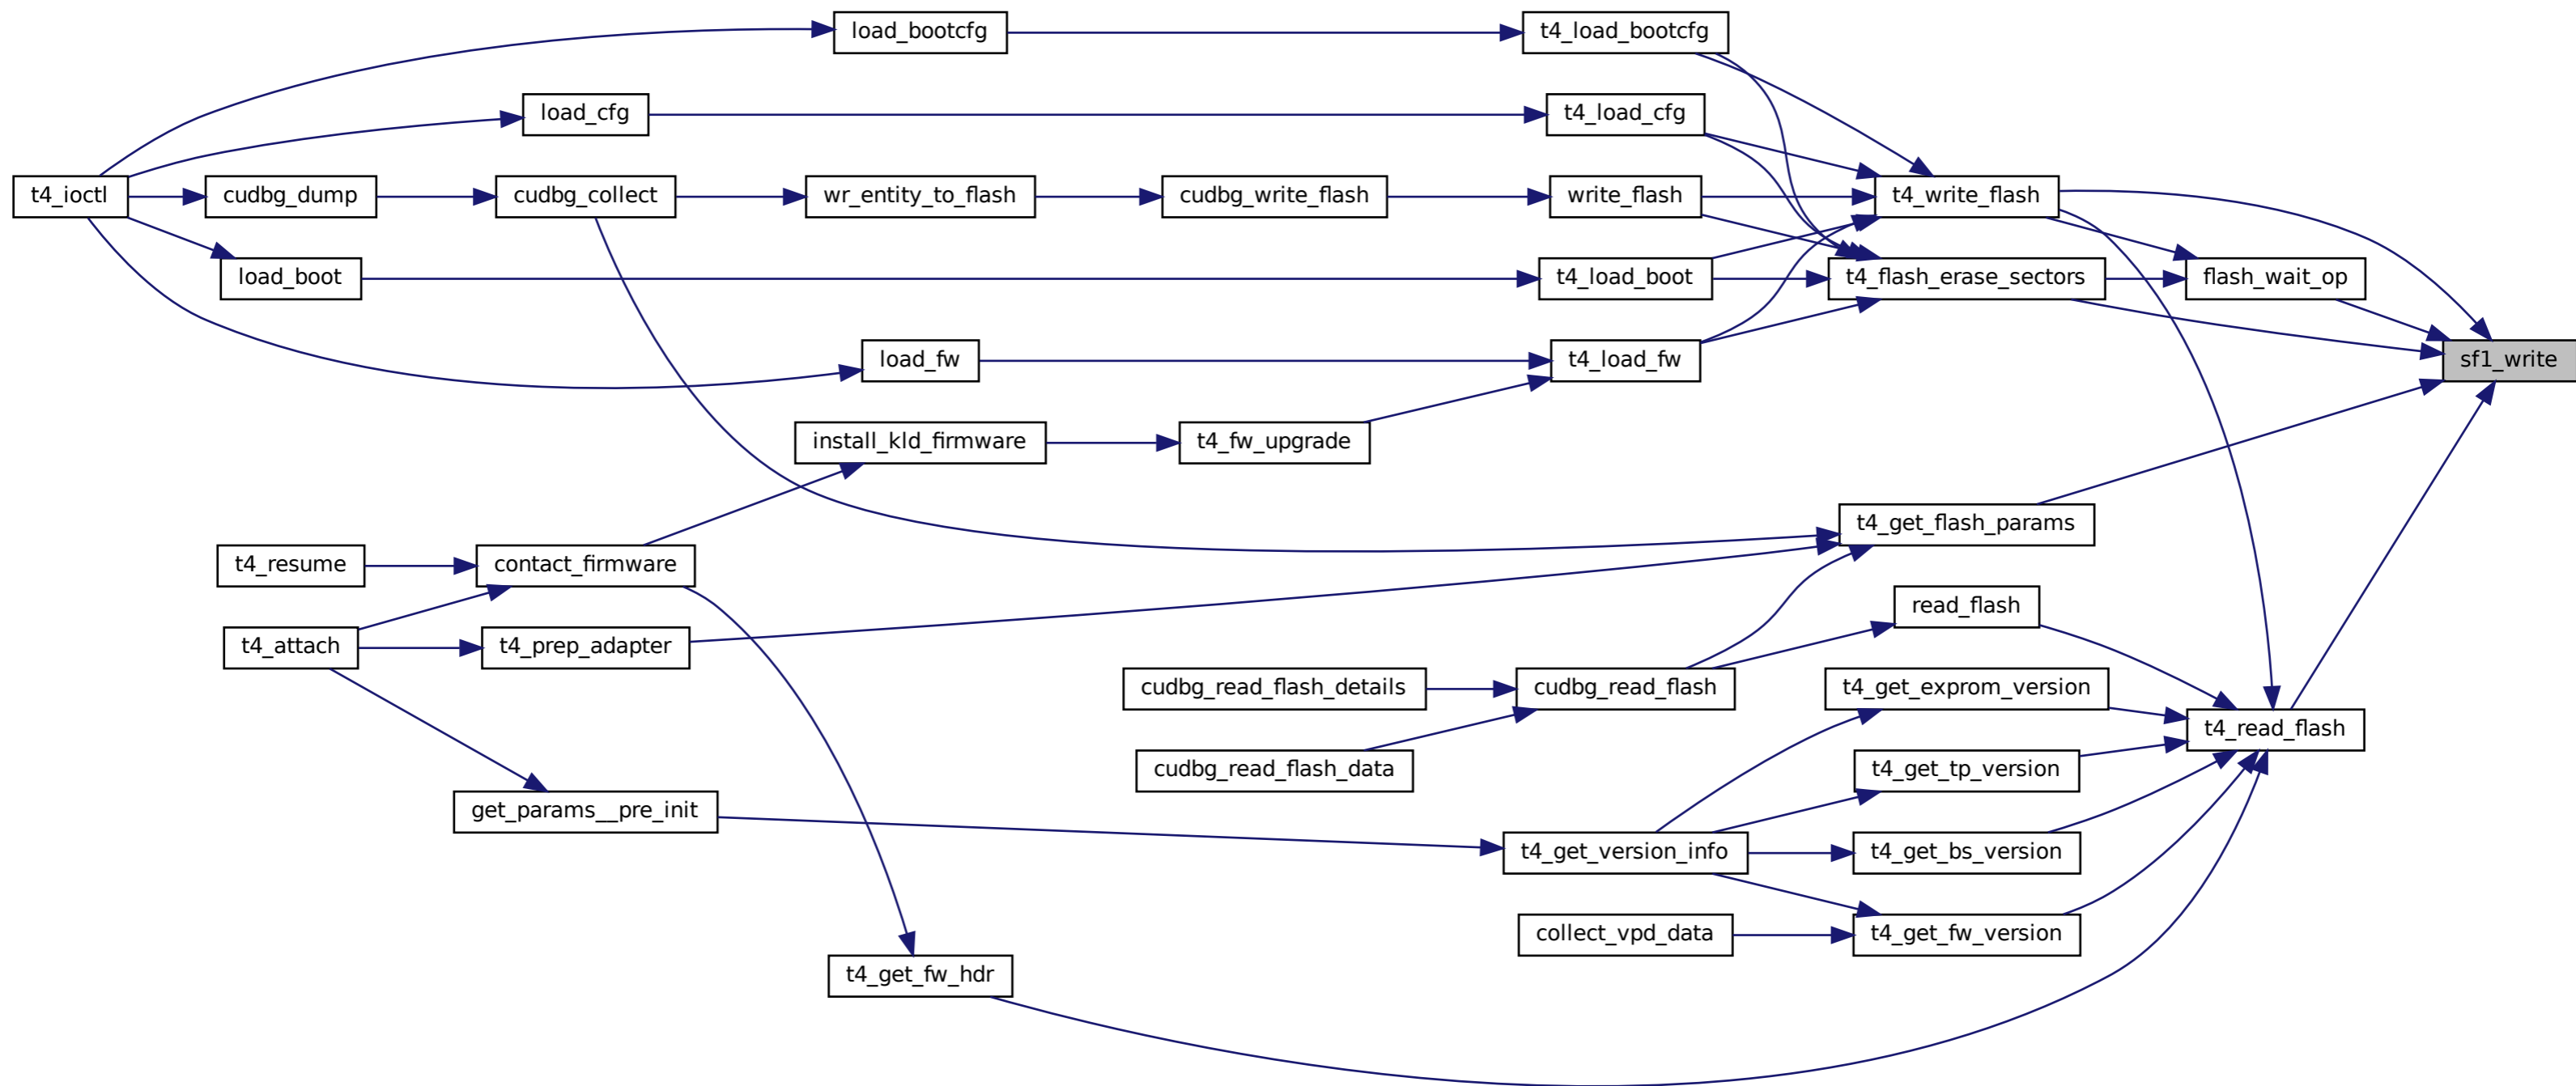 load_bootcfg
t4_load_bootcfg
load_cfg
t4_load_cfg
t4_ioctl
cudbg_dump
cudbg_collect
wr_entity_to_flash
cudbg_write_flash
write_flash
t4_write_flash
load_boot
t4_load_boot
t4_flash_erase_sectors
flash_wait_op
load_fw
t4_load_fw
sf1_write
install_kld_firmware
t4_fw_upgrade
t4_get_flash_params
t4_resume
contact_firmware
read_flash
t4_attach
t4_prep_adapter
cudbg_read_flash_details
cudbg_read_flash
t4_get_exprom_version
t4_read_flash
cudbg_read_flash_data
t4_get_tp_version
get_params__pre_init
t4_get_version_info
t4_get_bs_version
collect_vpd_data
t4_get_fw_version
t4_get_fw_hdr